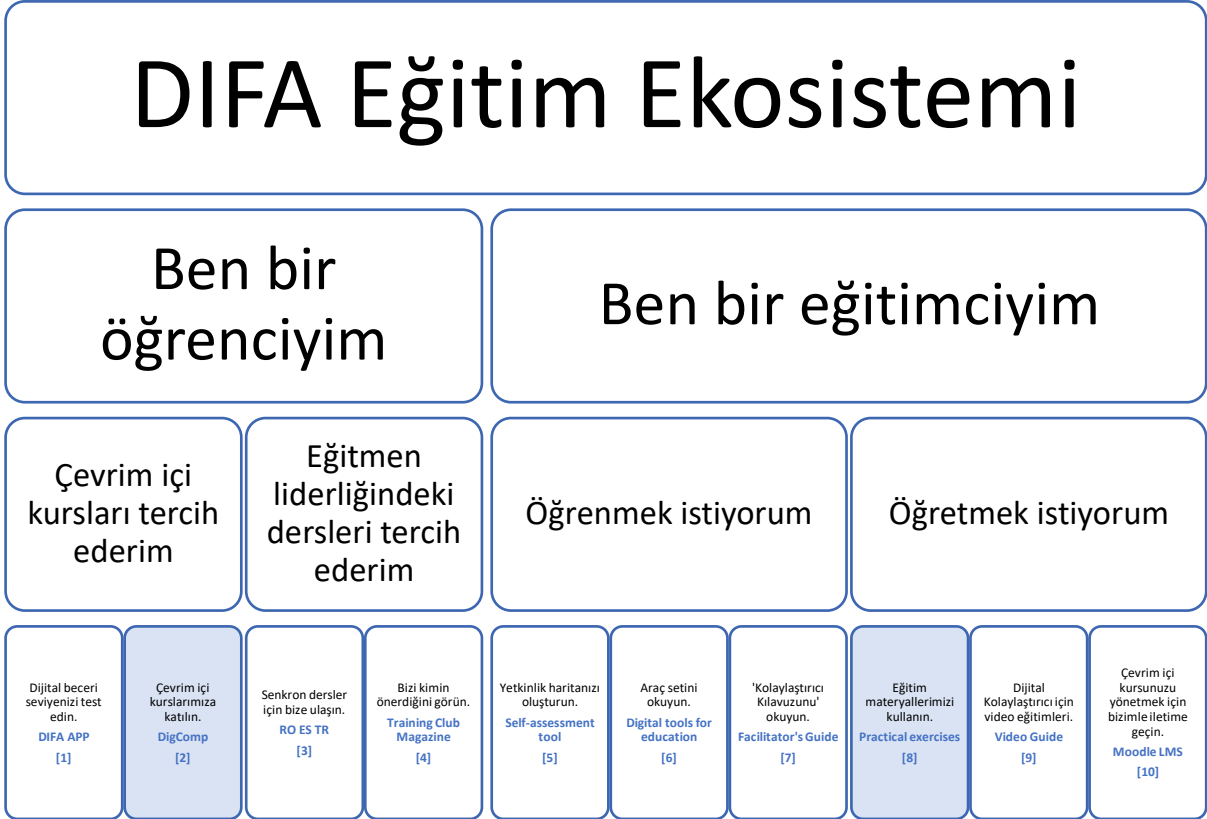 DIFA Eğitim Ekosistemi
Ben bir
öğrenciyim
Ben bir eğitimciyim
Çevrim içi
kursları tercih
ederim
Eğitmen
liderliğindeki
dersleri tercih
ederim
Öğrenmek istiyorum
Öğretmek istiyorum
Dijital beceri
seviyenizi test
edin.
DIFA APP
[1]
Çevrim içi
kurslarımıza
katılın.
DigComp
[2]
Senkron dersler
için bize ulaşın.
RO ES TR
[3]
Bizi kimin
önerdiğini görün.
Training Club
Magazine
[4]
Yetkinlik haritanızı
oluşturun.
Self-assessment
tool
[5]
Araç setini
okuyun.
Digital tools for
education
[6]
'Kolaylaştırıcı
Kılavuzunu'
okuyun.
Facilitator's Guide
[7]
Eğitim
materyallerimizi
kullanın.
Practical exercises
[8]
Dijital
Kolaylaştırıcı için
video eğitimleri.
Video Guide
[9]
Çevrim içi
kursunuzu
yönetmek için
bizimle iletime
geçin.
Moodle LMS
[10]